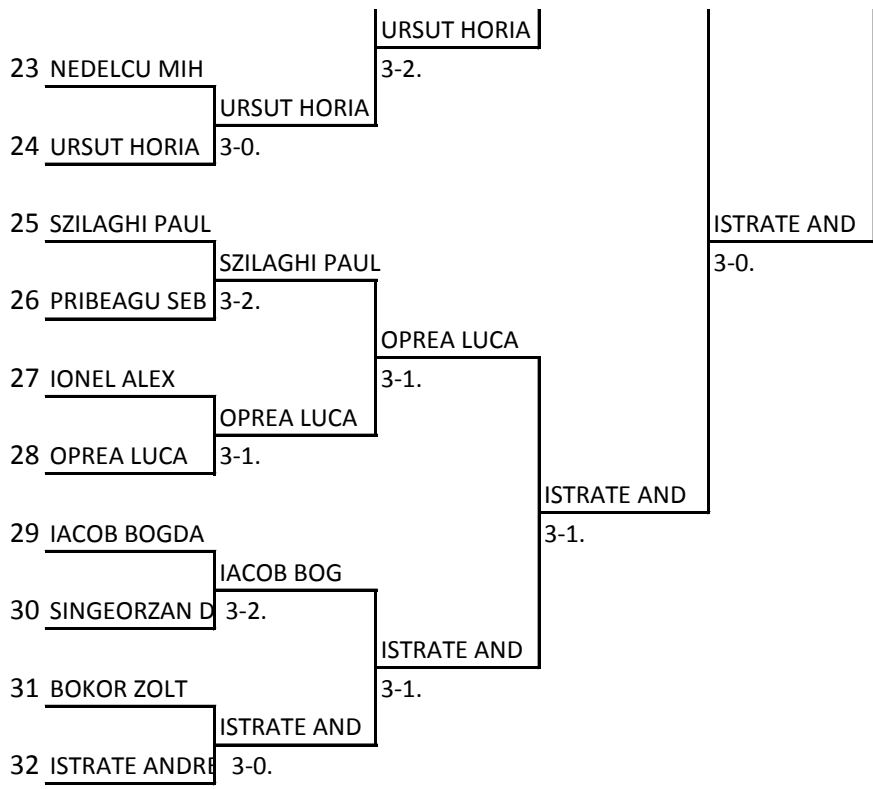 URSUT HORIA
23 NEDELCU MIH
3-2.
URSUT HORIA
24 URSUT HORIA
3-0.
25 SZILAGHI PAUL
ISTRATE AND
SZILAGHI PAUL
3-0.
26 PRIBEAGU SEB
3-2.
OPREA LUCA
27 IONEL ALEX
3-1.
OPREA LUCA
28 OPREA LUCA
3-1.
ISTRATE AND
29 IACOB BOGDA
3-1.
IACOB BOG
30 SINGEORZAN D
3-2.
ISTRATE AND
31 BOKOR ZOLT
3-1.
ISTRATE AND
32 ISTRATE ANDRE
3-0.